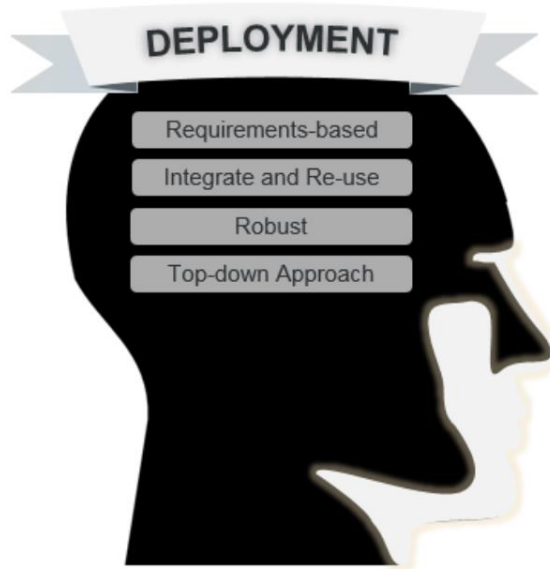 DEPLOYMENT
Requirements-based
Integrate and Re-use
Robust
Top-down Approach